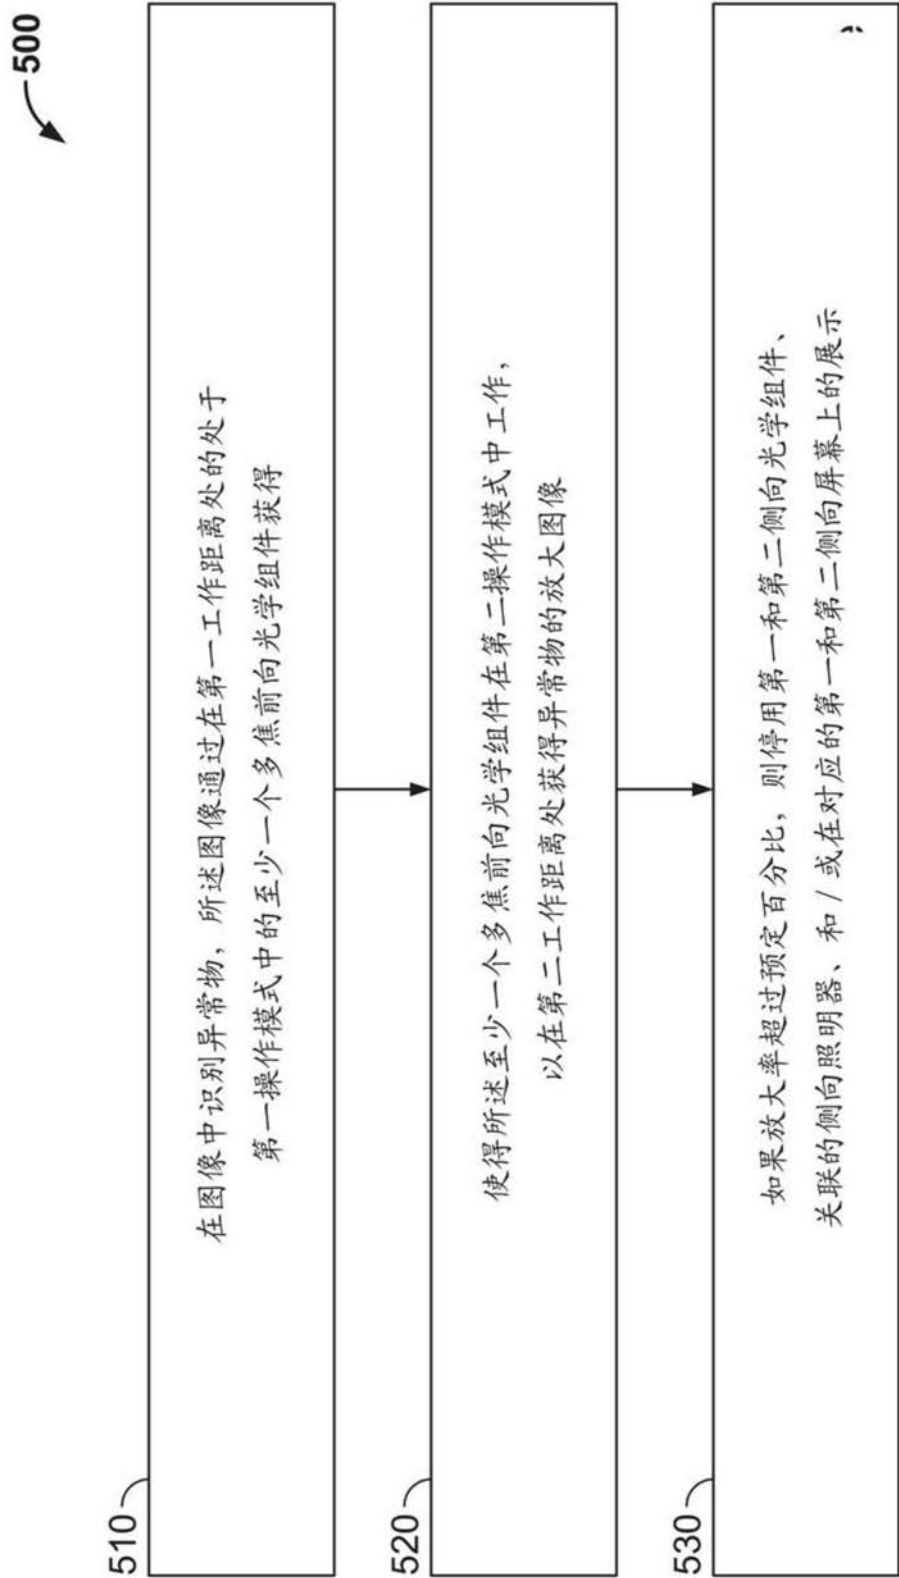 500
510
在图像中识别异常物，所述图像通过在第一工作距离处的处于
第一操作模式中的至少一个多焦前向光学组件获得
520
使得所述至少一个多焦前向光学组件在第二操作模式中工作，
以在第二工作距离处获得异常物的放大图像
530
如果放大率超过预定百分比，则停用第一和第二侧向光学组件、
关联的侧向照明器、和/或在对应的第一和第二侧向屏幕上的展示